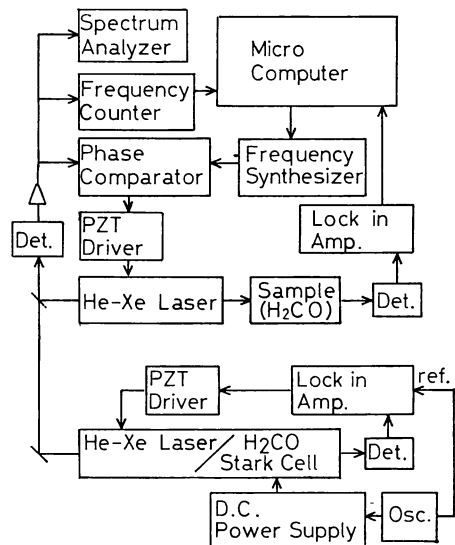 Spectrum
Analyzer
Micro
Computer
Frequency
Counter
Phase
Comparator
Frequency
Synthesizer
Det.
PZT
Driver
Lock in
Amp.
He-Xe Laser
Sample
(H₂CO)
Det.
PZT
Driver
Lock in
Amp.
ref.
He-Xe Laser / H₂CO
Stark Cell
Det.
D.C.
Power Supply
Osc.